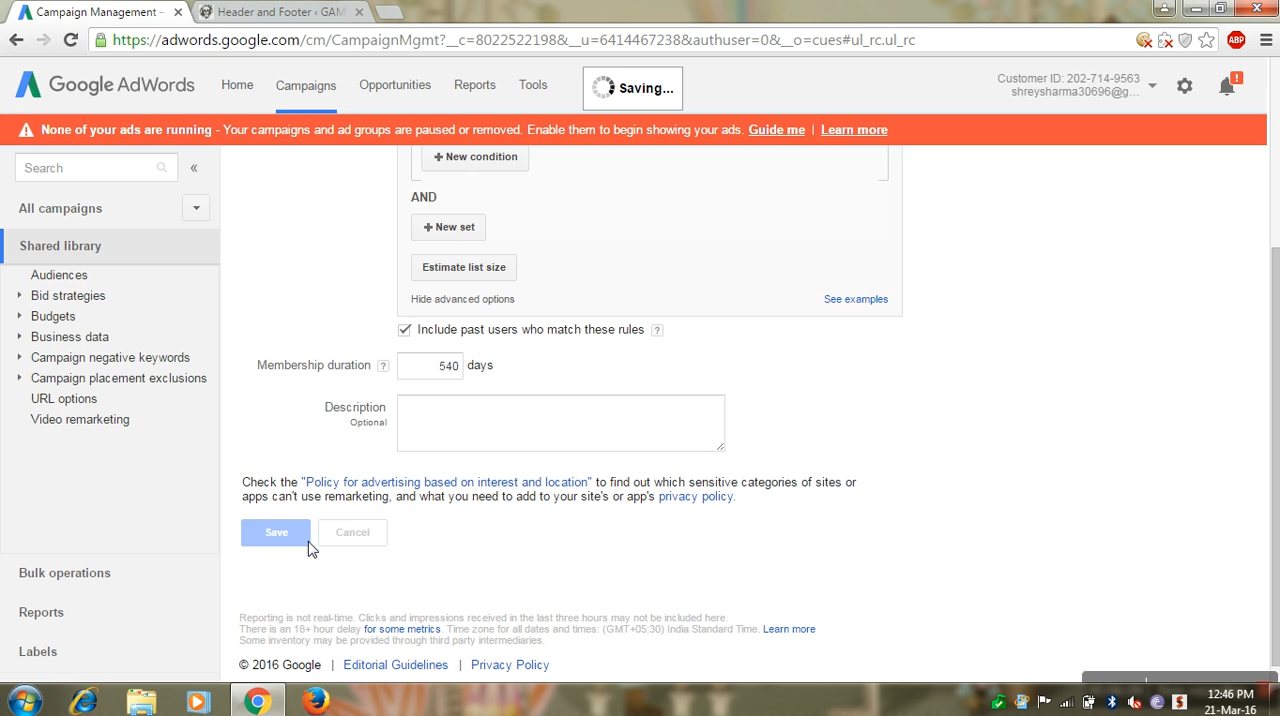 Campaign Management –
Header and Footer ‹ GAM
https://adwords.google.com/cm/CampaignMgmt?__c=8022522198&__u=6414467238&authuser=0&__o=cues#ul_rc.ul_rc
ABP
Google AdWords
Home
Campaigns
Opportunities
Reports
Tools
Saving...
Customer ID: 202-714-9563
shreysharma30696@g...
!
None of your ads are running - Your campaigns and ad groups are paused or removed. Enable them to begin showing your ads. Guide me | Learn more
Search
«
All campaigns
Shared library
Audiences
Bid strategies
Budgets
Business data
Campaign negative keywords
Campaign placement exclusions
URL options
Video remarketing
Bulk operations
Reports
Labels
+ New condition
AND
+ New set
Estimate list size
Hide advanced options
See examples
Include past users who match these rules ?
Membership duration ? 540 days
Description
Optional
Check the "Policy for advertising based on interest and location" to find out which sensitive categories of sites or
apps can't use remarketing, and what you need to add to your site's or app's privacy policy.
Save
Cancel
Reporting is not real-time. Clicks and impressions received in the last three hours may not be included here.
There is an 18+ hour delay for some metrics. Time zone for all dates and times: (GMT+05:30) India Standard Time. Learn more
Some inventory may be provided through third party intermediaries.
© 2016 Google | Editorial Guidelines | Privacy Policy
12:46 PM
21-Mar-16